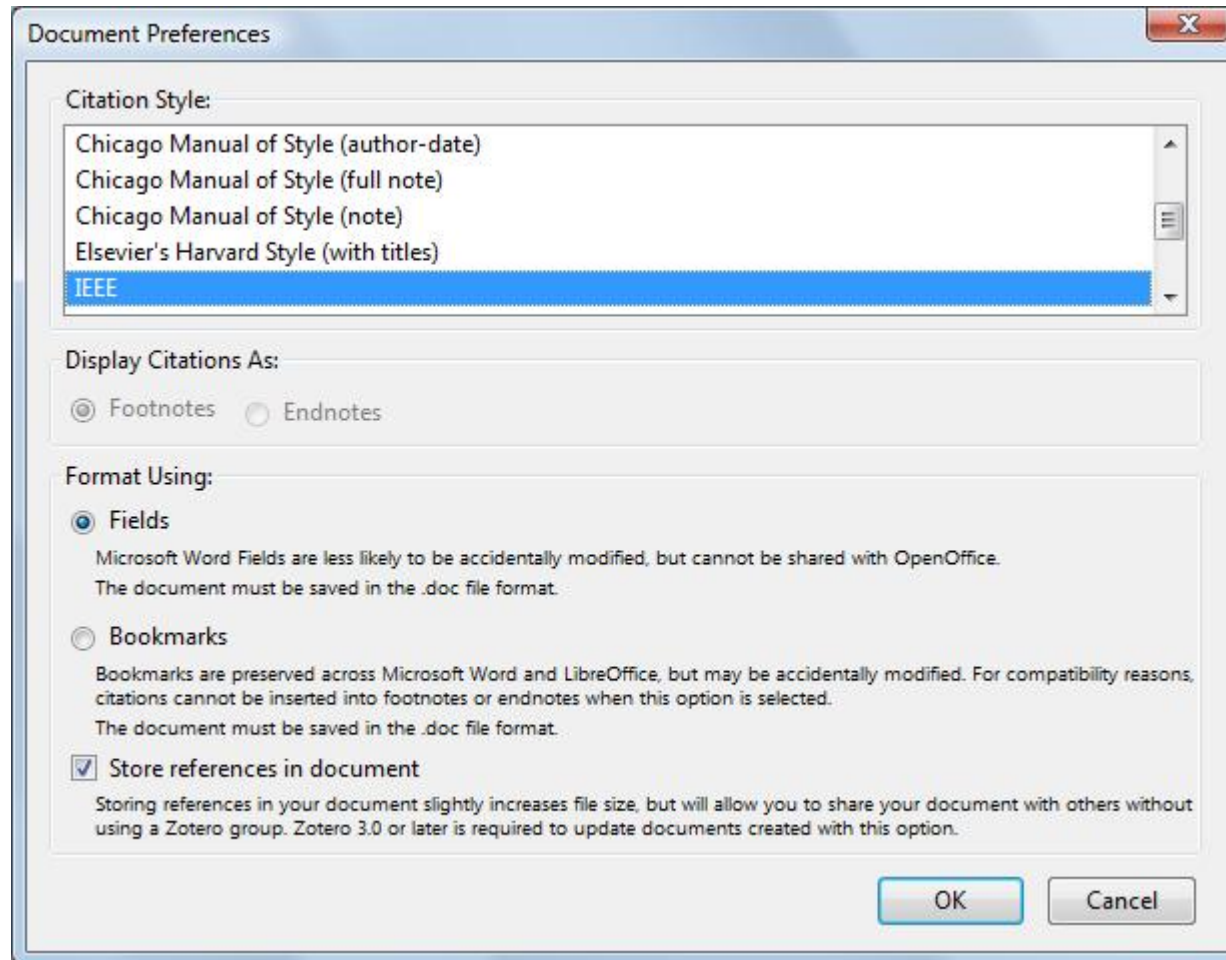 Document Preferences
Citation Style:
Chicago Manual of Style (author-date)
Chicago Manual of Style (full note)
Chicago Manual of Style (note)
Elsevier's Harvard Style (with titles)
IEEE
Display Citations As:
Footnotes Endnotes
Format Using:
Fields
Microsoft Word Fields are less likely to be accidentally modified, but cannot be shared with OpenOffice.
The document must be saved in the .doc file format.
Bookmarks
Bookmarks are preserved across Microsoft Word and LibreOffice, but may be accidentally modified. For compatibility reasons,
citations cannot be inserted into footnotes or endnotes when this option is selected.
The document must be saved in the .doc file format.
Store references in document
Storing references in your document slightly increases file size, but will allow you to share your document with others without
using a Zotero group. Zotero 3.0 or later is required to update documents created with this option.
OK Cancel